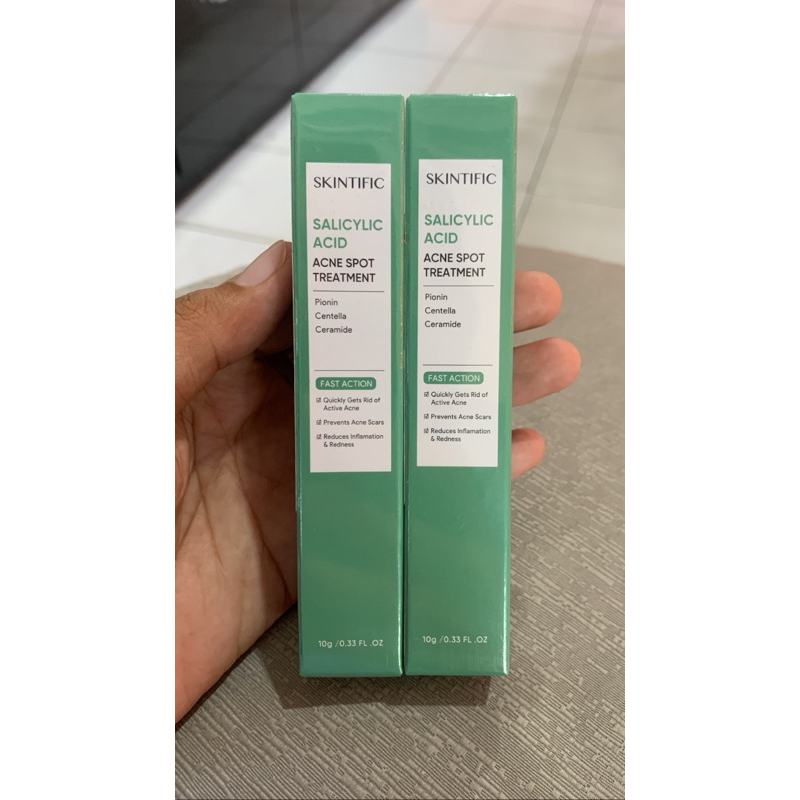 SKINTIFIC
SALICYLIC
ACID
ACNE SPOT
TREATMENT
Pionin
Centella
Ceramide
FAST ACTION
Quickly Gets Rid of
Active Acne
Prevents Acne Scars
Reduces Inflamation
& Redness
10g /0.33 FL .OZ
SKINTIFIC
SALICYLIC
ACID
ACNE SPOT
TREATMENT
Pionin
Centella
Ceramide
FAST ACTION
Quickly Gets Rid of
Active Acne
Prevents Acne Scars
Reduces Inflamation
& Redness
10g /0.33 FL .OZ